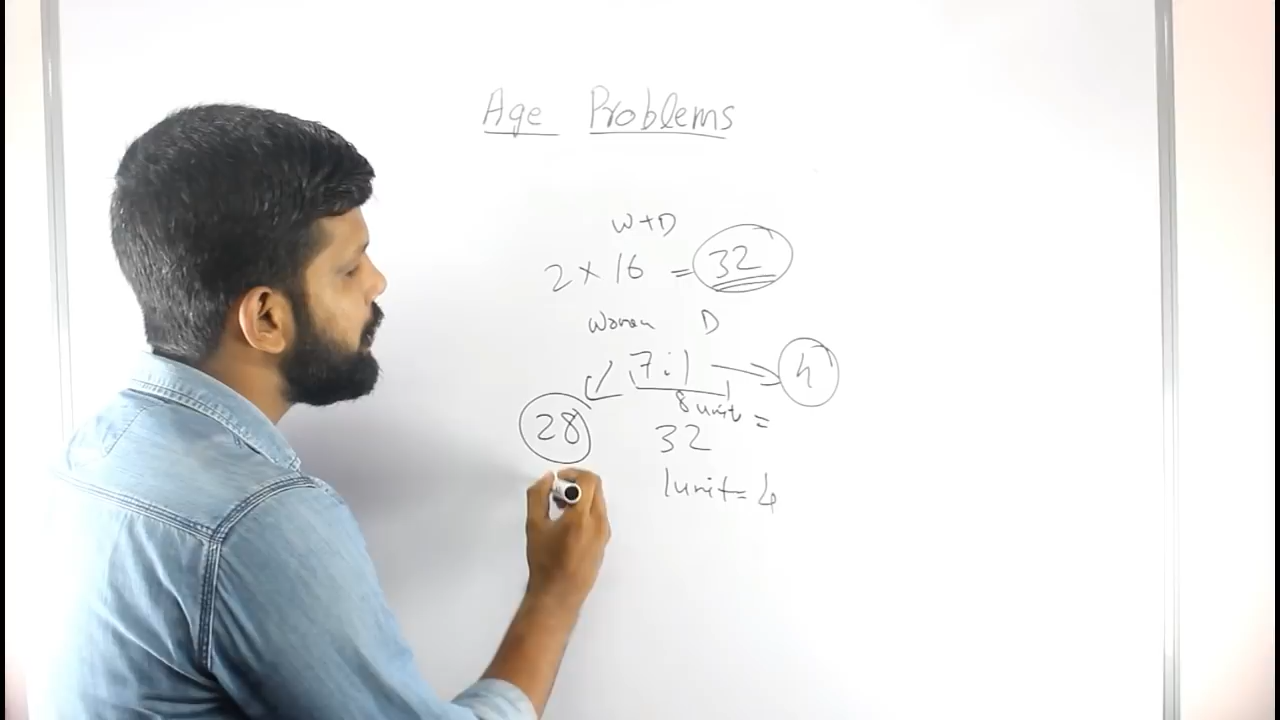 Age Problems
W+D
2 × 16 = 32
Woman D
7:1 4
8 unit =
28 32
1 unit = 4